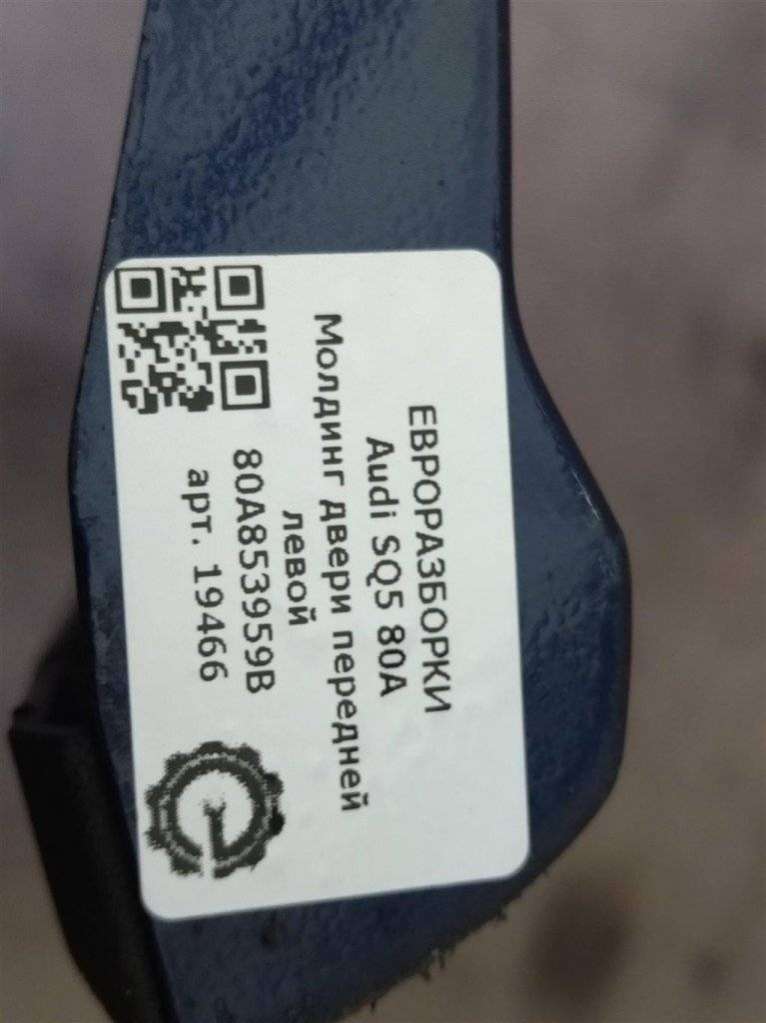 ЕВРОРАЗБОРКИ
Audi SQ5 80A
Молдинг двери передней
левой
80A853959B
арт. 19466